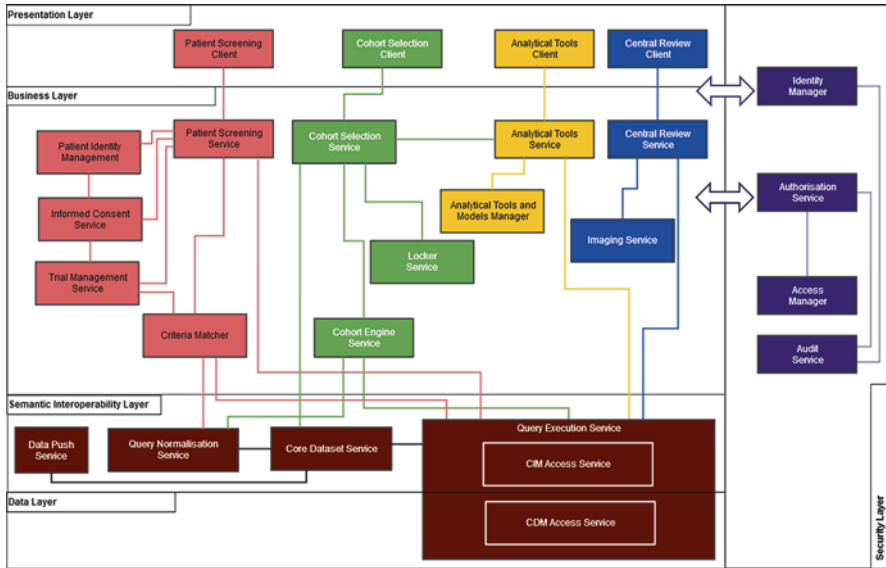 Presentation Layer
Patient Screening
Client
Cohort Selection
Client
Analytical Tools
Client
Central Review
Client
Identity
Manager
Business Layer
Patient Identity
Management
Patient Screening
Service
Cohort Selection
Service
Analytical Tools
Service
Central Review
Service
Informed Consent
Service
Analytical Tools and
Models Manager
Authorisation
Service
Imaging Service
Trial Management
Service
Locker
Service
Access
Manager
Criteria Matcher
Cohort Engine
Service
Audit
Service
Semantic Interoperability Layer
Data Push
Service
Query Normalisation
Service
Core Dataset Service
Query Execution Service
CIM Access Service
Data Layer
CDM Access Service
Security Layer